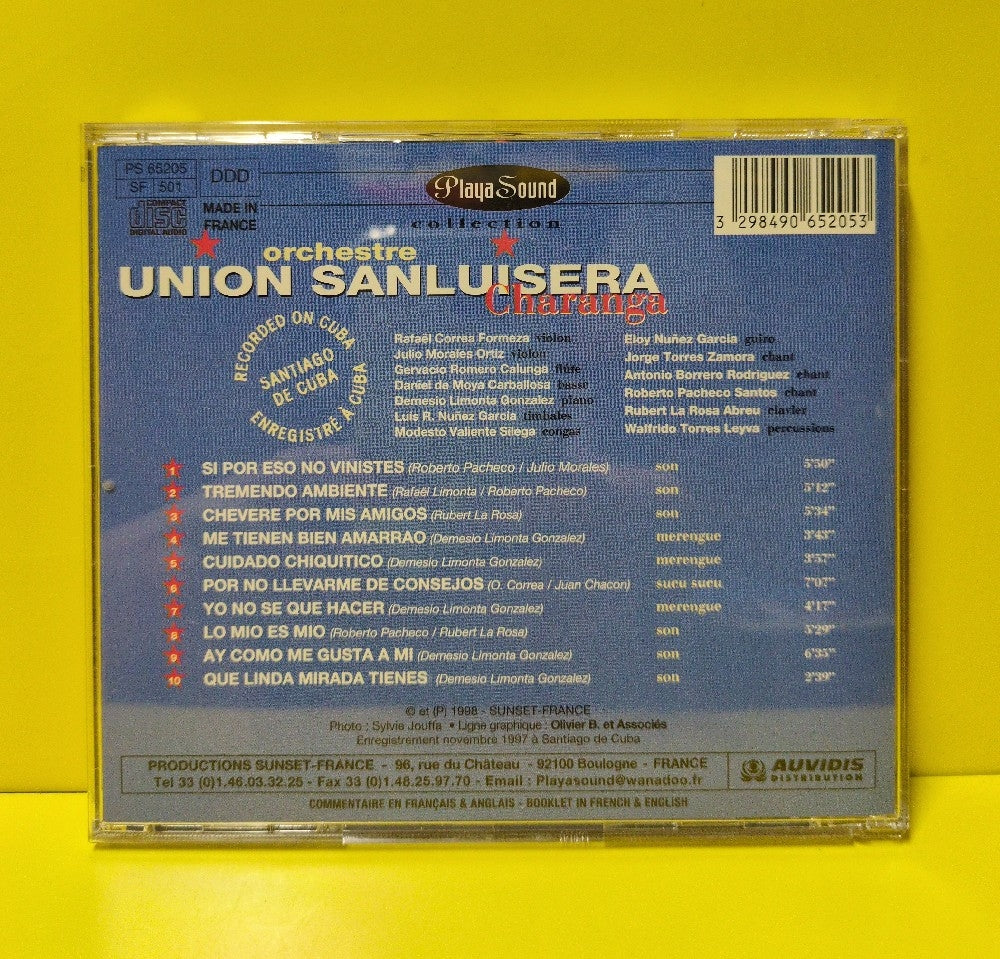 PS 65205
SF 501
DDD
COMPACT
disc
DIGITAL AUDIO
MADE IN
FRANCE
Playa Sound
collection
3 298490 652053
orchestre
UNION SANLUISERA
Charanga
RECORDED ON CUBA
SANTIAGO
DE CUBA
ENREGISTRÉ À CUBA
Rafaël Correa Formeza violon
Julio Morales Ortiz violon
Gervacio Romero Calunga flûte
Daniel de Moya Carballosa basse
Demesio Limonta Gonzalez piano
Luis R. Nuñez Garcia timbales
Modesto Valiente Silega congas
Eloy Nuñez Garcia guiro
Jorge Torres Zamora chant
Antonio Borrero Rodriguez chant
Roberto Pacheco Santos chant
Rubert La Rosa Abreu clavier
Walfrido Torres Leyva percussions
1 SI POR ESO NO VINISTES (Roberto Pacheco / Julio Morales) son 5'50"
2 TREMENDO AMBIENTE (Rafaël Limonta / Roberto Pacheco) son 5'12"
3 CHEVERE POR MIS AMIGOS (Rubert La Rosa) son 5'34"
4 ME TIENEN BIEN AMARRAO (Demesio Limonta Gonzalez) merengue 3'43"
5 CUIDADO CHIQUITICO (Demesio Limonta Gonzalez) merengue 3'57"
6 POR NO LLEVARME DE CONSEJOS (O. Correa / Juan Chacon) sucu sucu 7'07"
7 YO NO SE QUE HACER (Demesio Limonta Gonzalez) merengue 4'17"
8 LO MIO ES MIO (Roberto Pacheco / Rubert La Rosa) son 5'29"
9 AY COMO ME GUSTA A MI (Demesio Limonta Gonzalez) son 6'35"
10 QUE LINDA MIRADA TIENES (Demesio Limonta Gonzalez) son 2'39"
© et (P) 1998 - SUNSET-FRANCE
Photo : Sylvie Jouffa • Ligne graphique : Olivier B. et Associés
Enregistrement novembre 1997 à Santiago de Cuba
PRODUCTIONS SUNSET-FRANCE - 96, rue du Château - 92100 Boulogne - FRANCE
Tel 33 (0)1.46.03.32.25 - Fax 33 (0)1.48.25.97.70 - Email : Playasound@wanadoo.fr
AUVIDIS
DISTRIBUTION
COMMENTAIRE EN FRANÇAIS & ANGLAIS - BOOKLET IN FRENCH & ENGLISH